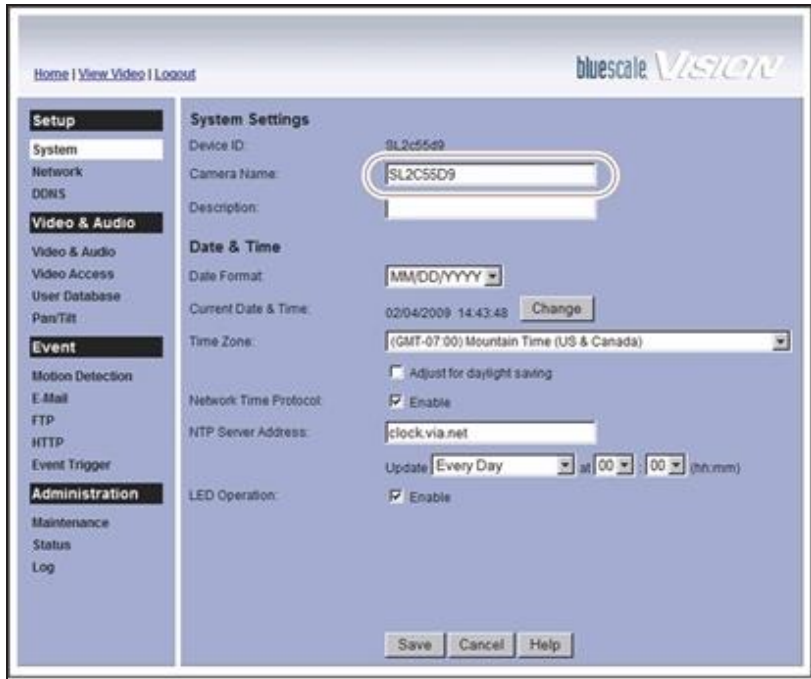 Home | View Video | Logout
bluescale VISION
Setup
System
Network
DDNS
Video & Audio
Video & Audio
Video Access
User Database
Pan/Tilt
Event
Motion Detection
E-Mail
FTP
HTTP
Event Trigger
Administration
Maintenance
Status
Log
System Settings
Device ID: SL2c55d9
Camera Name: SL2C55D9
Description:
Date & Time
Date Format: MM/DD/YYYY
Current Date & Time: 02/04/2009 14:43:48 Change
Time Zone: (GMT-07:00) Mountain Time (US & Canada)
Adjust for daylight saving
Network Time Protocol: Enable
NTP Server Address: clock.via.net
Update Every Day at 00 : 00 (hh:mm)
LED Operation: Enable
Save Cancel Help